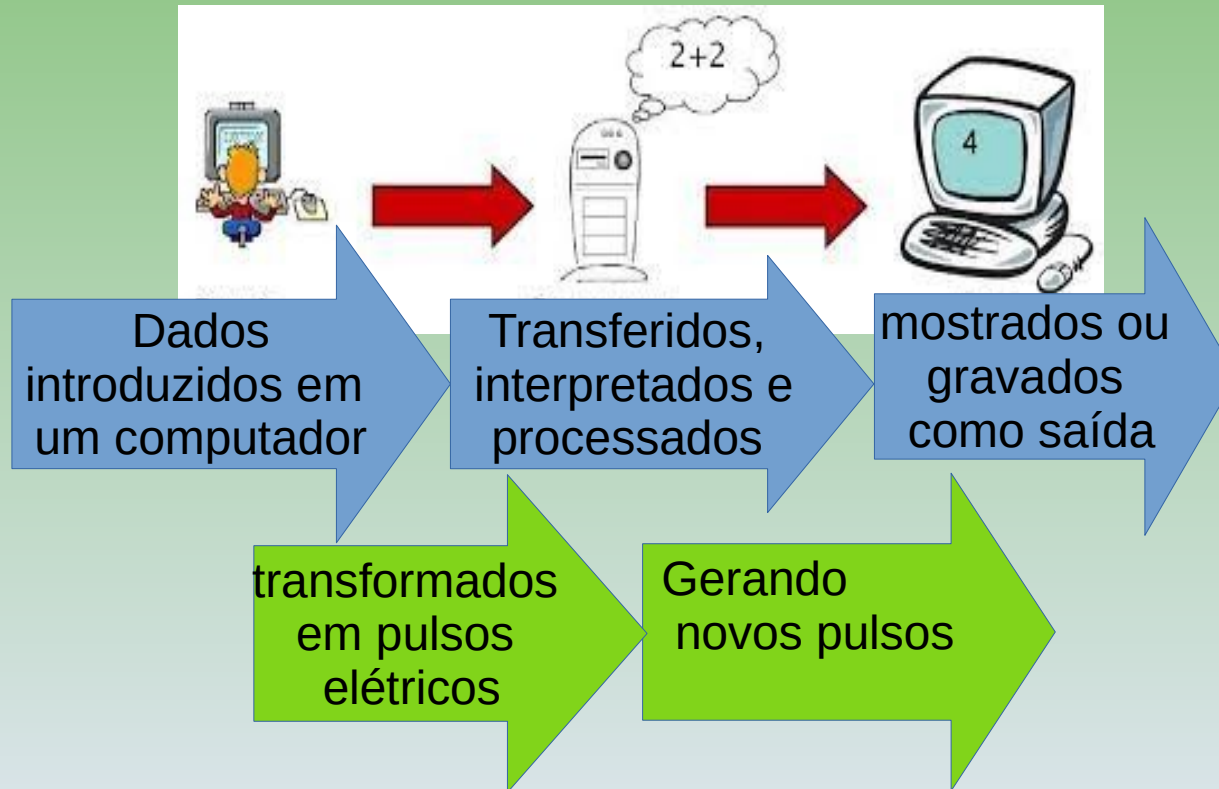 2+2
4
Dados
introduzidos em
um computador
Transferidos,
interpretados e
processados
mostrados ou
gravados
como saída
transformados
em pulsos
elétricos
Gerando
novos pulsos